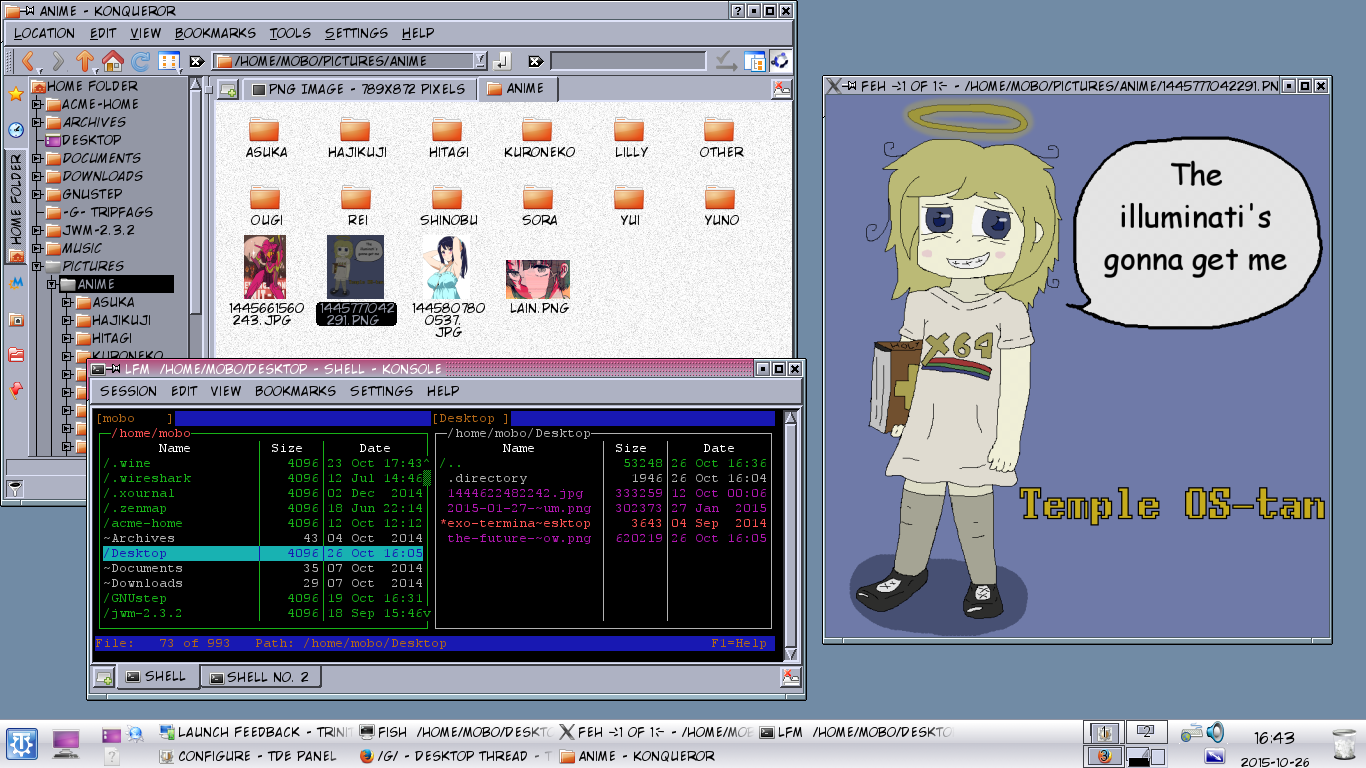 ANIME - KONQUEROR
LOCATION EDIT VIEW BOOKMARKS TOOLS SETTINGS HELP
/HOME/MOBO/PICTURES/ANIME
HOME FOLDER
HOME FOLDER
ACME-HOME
ARCHIVES
DESKTOP
DOCUMENTS
DOWNLOADS
GNUSTEP
-G- TRIPFAGS
JWM-2.3.2
MUSIC
PICTURES
ANIME
ASUKA
HAJIKUJI
HITAGI
KURONEKO
PNG IMAGE - 789X872 PIXELS ANIME
ASUKA HAJIKUJI HITAGI KURONEKO LILLY OTHER
OUGI REI SHINOBU SORA YUI YUNO
1445661560
243.JPG
1445777042
291.PNG
144580780
0537.
JPG
LAIN.PNG
FEH -:1 OF 1:- - /HOME/MOBO/PICTURES/ANIME/1445777042291.PN
The
illuminati's
gonna get me
HOLY
X64
Temple OS-tan
LFM /HOME/MOBO/DESKTOP - SHELL - KONSOLE
SESSION EDIT VIEW BOOKMARKS SETTINGS HELP
[mobo ] [Desktop ]
/home/mobo
Name Size Date
/.wine 4096 23 Oct 17:43^
/.wireshark 4096 12 Jul 14:46
/.xournal 4096 02 Dec 2014
/.zenmap 4096 18 Jun 22:14
/acme-home 4096 12 Oct 12:12
~Archives 43 04 Oct 2014
/Desktop 4096 26 Oct 16:05
~Documents 35 07 Oct 2014
~Downloads 29 07 Oct 2014
/GNUstep 4096 19 Oct 16:31
/jwm-2.3.2 4096 18 Sep 15:46v
/home/mobo/Desktop
Name Size Date
/.. 53248 26 Oct 16:36
.directory 1946 26 Oct 16:04
1444622482242.jpg 333259 12 Oct 00:06
2015-01-27-~um.png 302373 27 Jan 2015
*exo-termina~esktop 3643 04 Sep 2014
the-future-~ow.png 620219 26 Oct 16:05
File: 73 of 993 Path: /home/mobo/Desktop F1=Help
SHELL SHELL NO. 2
LAUNCH FEEDBACK - TRINIT FISH /HOME/MOBO/DESKTO FEH -:1 OF 1:- - /HOME/MOB LFM /HOME/MOBO/DESKTO
CONFIGURE - TDE PANEL /G/ - DESKTOP THREAD - T ANIME - KONQUEROR
16:43
2015-10-26